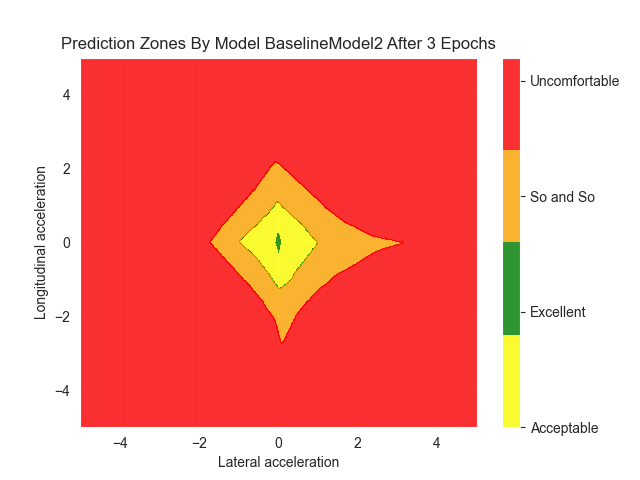 Prediction Zones By Model BaselineModel2 After 3 Epochs
4
2
0
−2
−4
Longitudinal acceleration
−4
−2
0
2
4
Lateral acceleration
Uncomfortable
So and So
Excellent
Acceptable